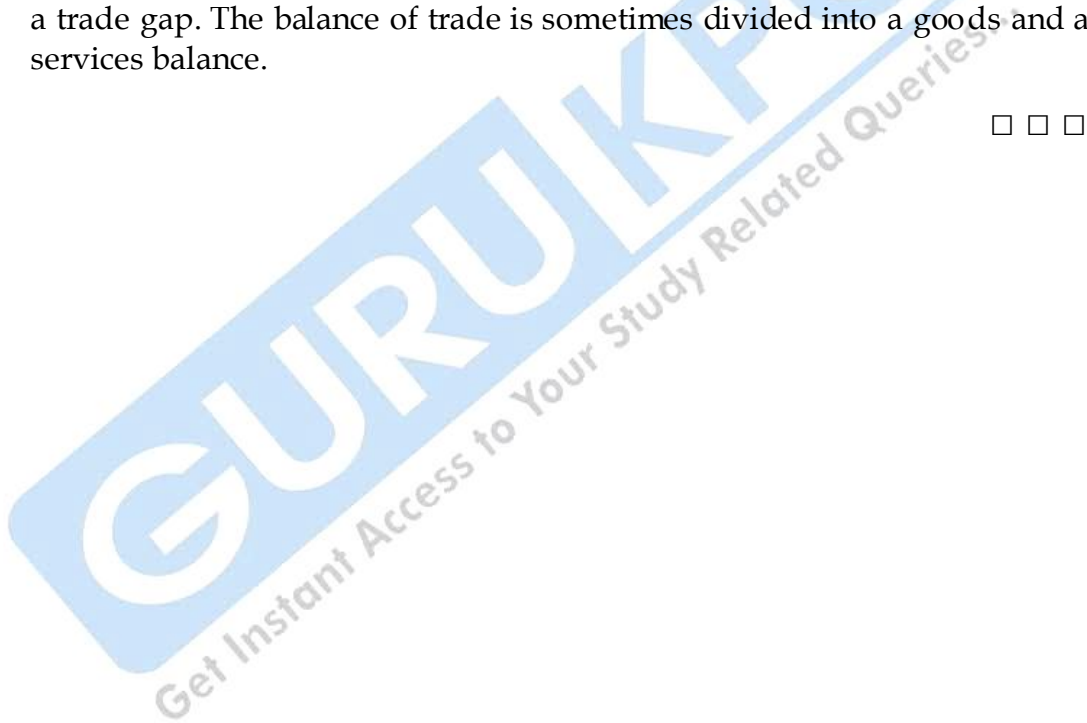 a trade gap. The balance of trade is sometimes divided into a goods and a
services balance.
□ □ □
GURUKP
Get Instant Access to Your Study Related Queries...